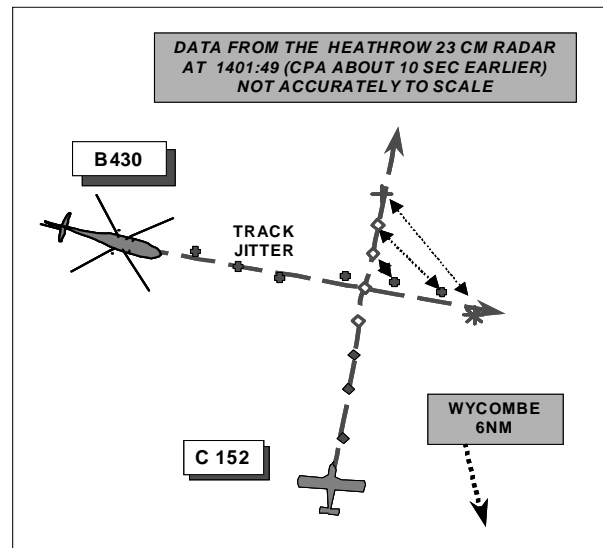 DATA FROM THE HEATHROW 23 CM RADAR
AT 1401:49 (CPA ABOUT 10 SEC EARLIER)
NOT ACCURATELY TO SCALE
B430
TRACK
JITTER
WYCOMBE
6NM
C 152